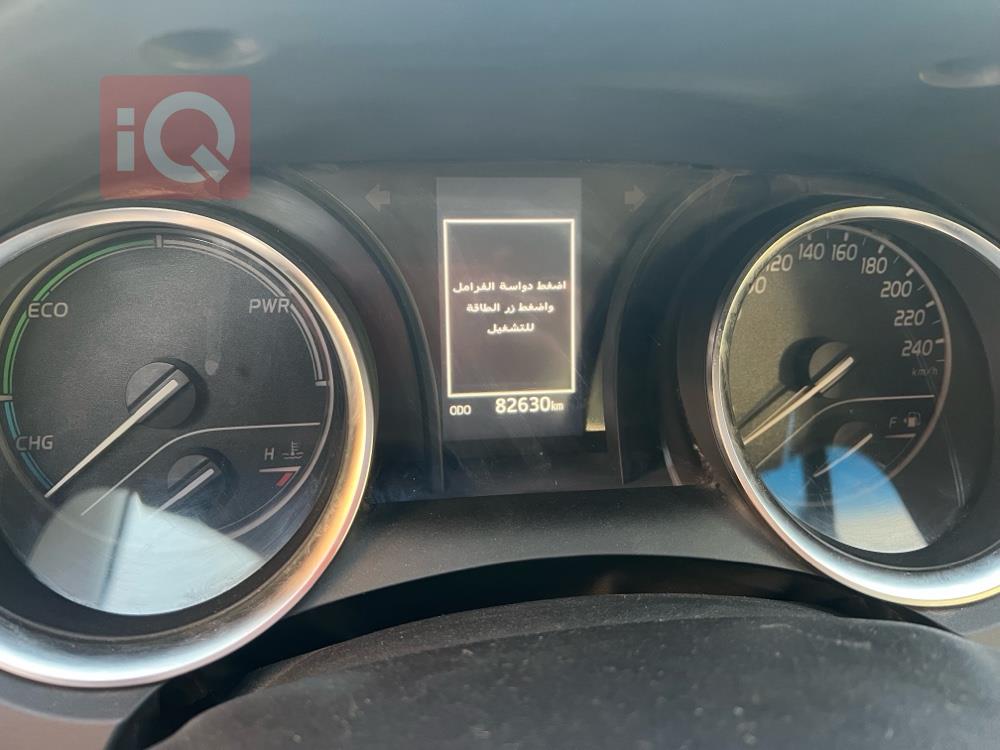 iQ
ECO
PWR
CHG
H
اضغط دواسة الفرامل
واضغط زر الطاقة
للتشغيل
ODO 82630km
120
140
160
180
200
220
240
km/h
F